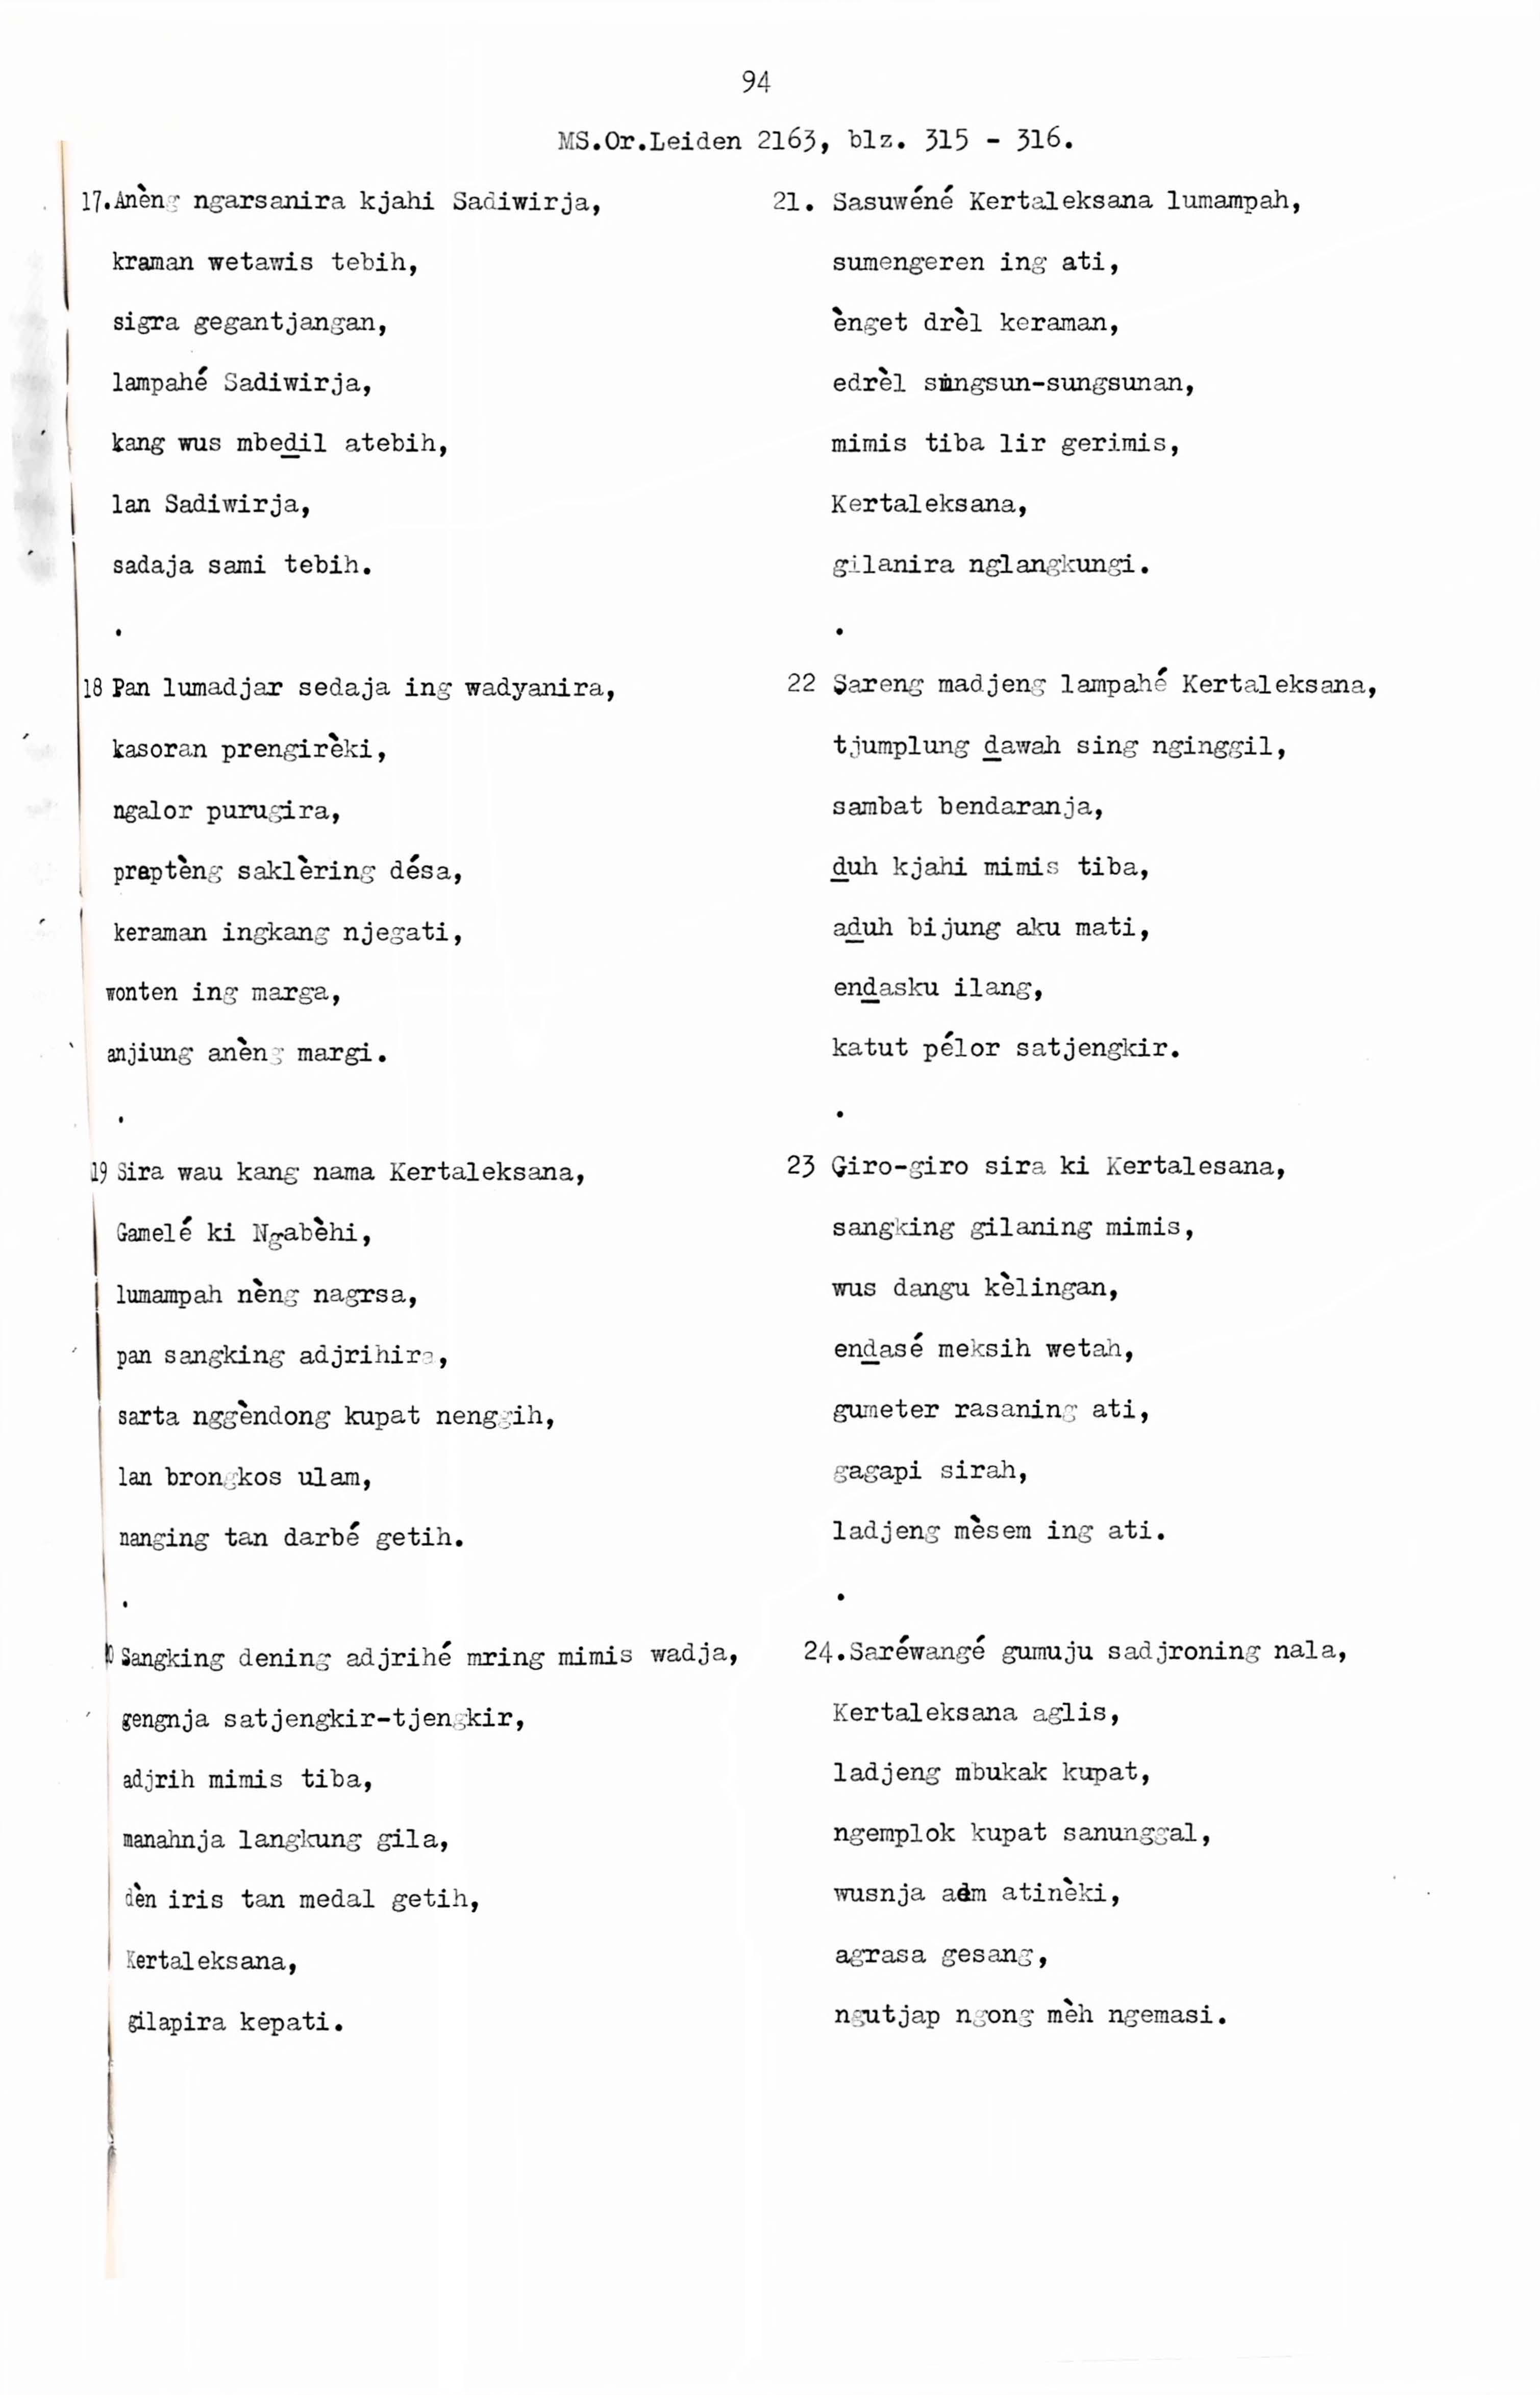 94
MS.Or.Leiden 2163, blz. 315 - 316.
17.Anèng ngarsanira kjahi Sadiwirja,
kraman wetawis tebih,
sigra gegantjangan,
lampahé Sadiwirja,
kang wus mbeḏil atebih,
lan Sadiwirja,
sadaja sami tebih.
.
18 Pan lumadjar sedaja ing wadyanira,
kasoran prengirèki,
ngalor purugira,
praptèng saklèring désa,
keraman ingkang njegati,
wonten ing marga,
anjiung anèng margi.
.
19 Sira wau kang nama Kertaleksana,
Gamelé ki Ngabèhi,
lumampah nèng nagrsa,
pan sangking adjrihira,
sarta nggèndong kupat nenggih,
lan brongkos ulam,
nanging tan darbé getih.
.
0 Sangking dening adjrihé mring mimis wadja,
gengnja satjengkir-tjengkir,
adjrih mimis tiba,
manahnja langkung gila,
dèn iris tan medal getih,
Kertaleksana,
gilapira kepati.
21. Sasuwéné Kertaleksana lumampah,
sumengeren ing ati,
ènget drèl keraman,
edrèl sungsun-sungsunan,
mimis tiba lir gerimis,
Kertaleksana,
gilanira nglangkungi.
.
22 Sareng madjeng lampahé Kertaleksana,
tjumplung ḏawah sing nginggil,
sambat bendaranja,
ḏuh kjahi mimis tiba,
aḏuh bijung aku mati,
enḏasku ilang,
katut pélor satjengkir.
.
23 Giro-giro sira ki Kertalesana,
sangking gilaning mimis,
wus dangu kèlingan,
enḏasé meksih wetah,
gumeter rasaning ati,
gagapi sirah,
ladjeng mèsem ing ati.
.
24.Saréwangé gumuju sadjroning nala,
Kertaleksana aglis,
ladjeng mbukak kupat,
ngemplok kupat sanunggal,
wusnja adm atinèki,
agrasa gesang,
ngutjap ngong mèh ngemasi.